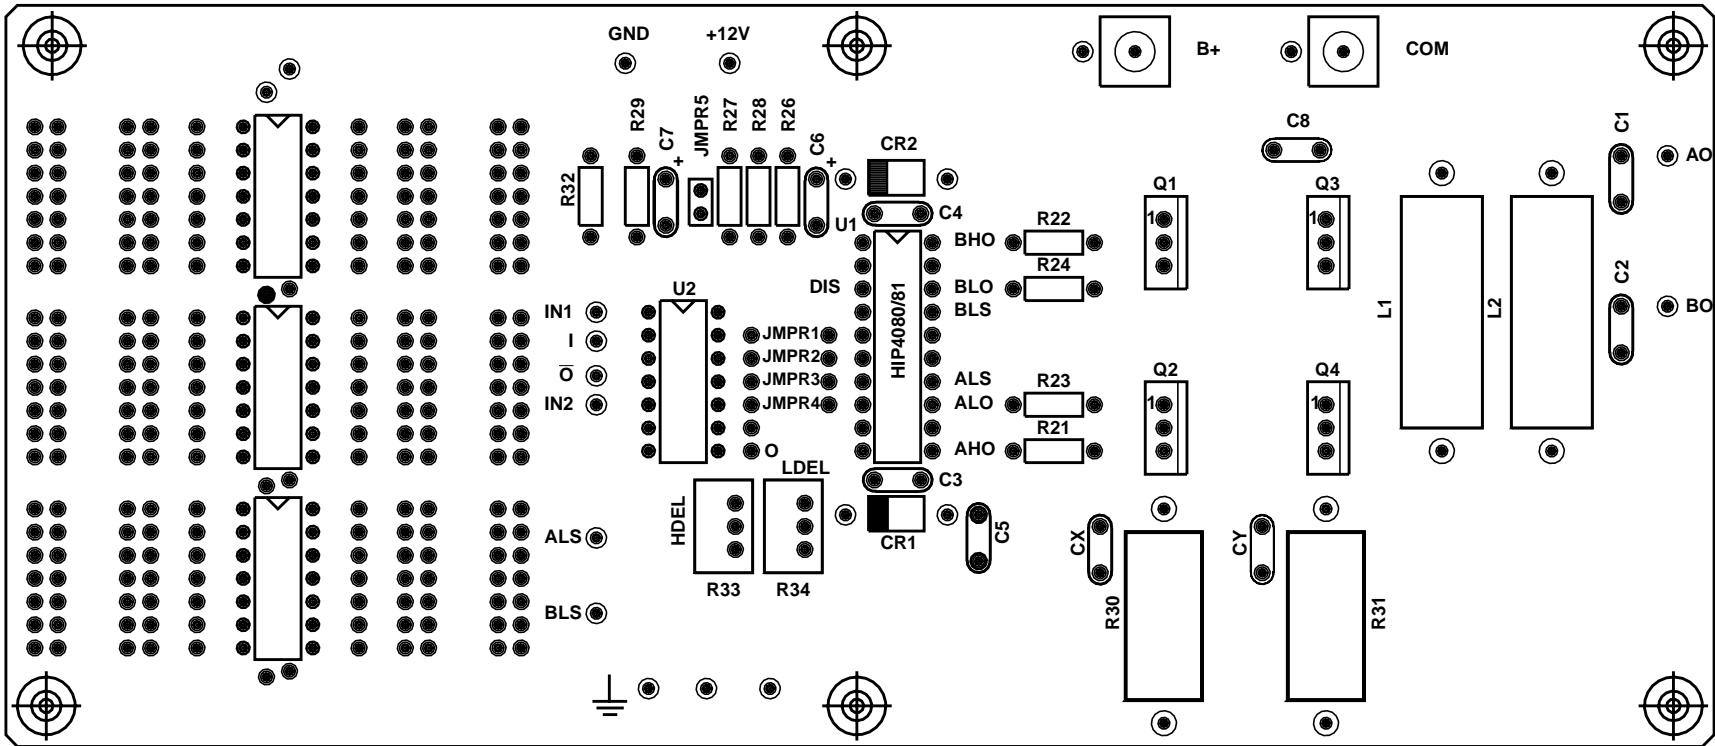 GND
+12V
B+
COM
R29
C7
+
JMPR5
R27
R28
R26
C6
+
CR2
C8
C1
AO
R32
U1
C4
Q1
Q3
1
1
BHO
R22
R24
DIS
BLO
BLS
C2
BO
L1
L2
IN1
I
O
IN2
U2
JMPR1
JMPR2
JMPR3
JMPR4
O
HIP4080/81
ALS
ALO
AHO
R23
R21
Q2
Q4
1
1
LDEL
HDEL
C3
CR1
C5
CX
CY
ALS
BLS
R33
R34
R30
R31